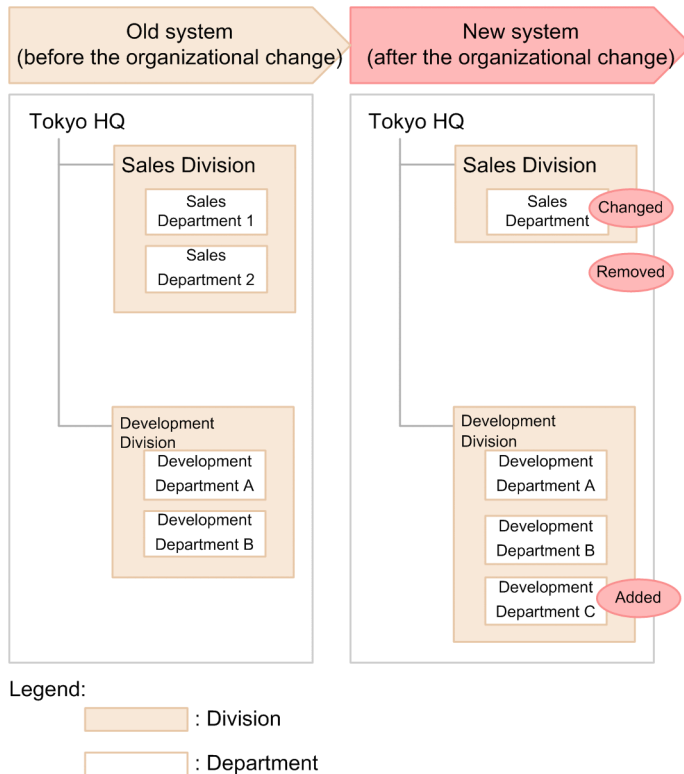 Old system
(before the organizational change)
New system
(after the organizational change)
Tokyo HQ
Sales Division
Sales
Department 1
Sales
Department 2
Development
Division
Development
Department A
Development
Department B
Tokyo HQ
Sales Division
Sales
Department
Changed
Removed
Development
Division
Development
Department A
Development
Department B
Development
Department C
Added
Legend:
: Division
: Department